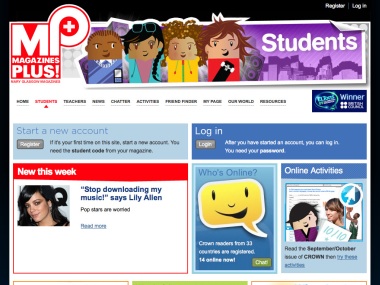 Register | Log in
MP
MAGAZINES
PLUS!
MARY GLASGOW MAGAZINES
Students
HOME STUDENTS TEACHERS NEWS CHATTER ACTIVITIES FRIEND FINDER MY PAGE OUR WORLD RESOURCES
Winner
BRITISH
COUNCIL
Start a new account
Register
If it's your first time on this site, start a new account. You
need the student code from your magazine.
Log in
Log in
After you have started an account, you can log in.
You need your password.
New this week
"Stop downloading my
music!" says Lily Allen
Pop stars are worried
Read more
Who's Online?
Crown readers from 33
countries are registered.
14 online now!
Chat!
Online Activities
10/10
Read the September/October
issue of CROWN then try
these activities